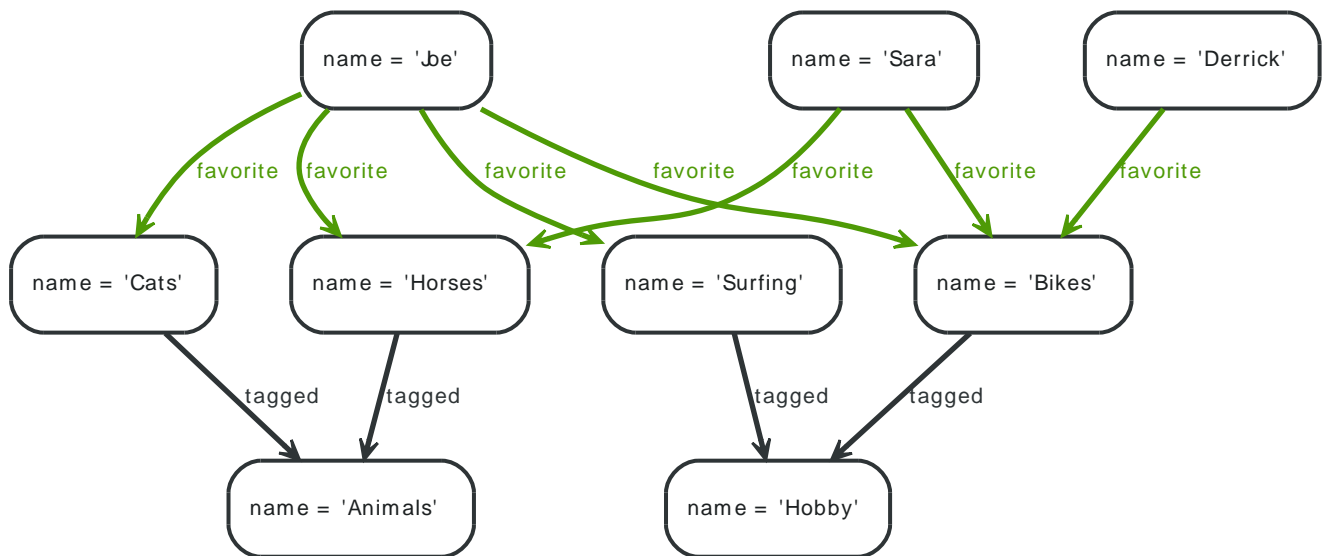 name = 'Joe'
name = 'Sara'
name = 'Derrick'
favorite
favorite
favorite
favorite
favorite
favorite
favorite
name = 'Cats'
name = 'Horses'
name = 'Surfing'
name = 'Bikes'
tagged
tagged
tagged
tagged
name = 'Animals'
name = 'Hobby'